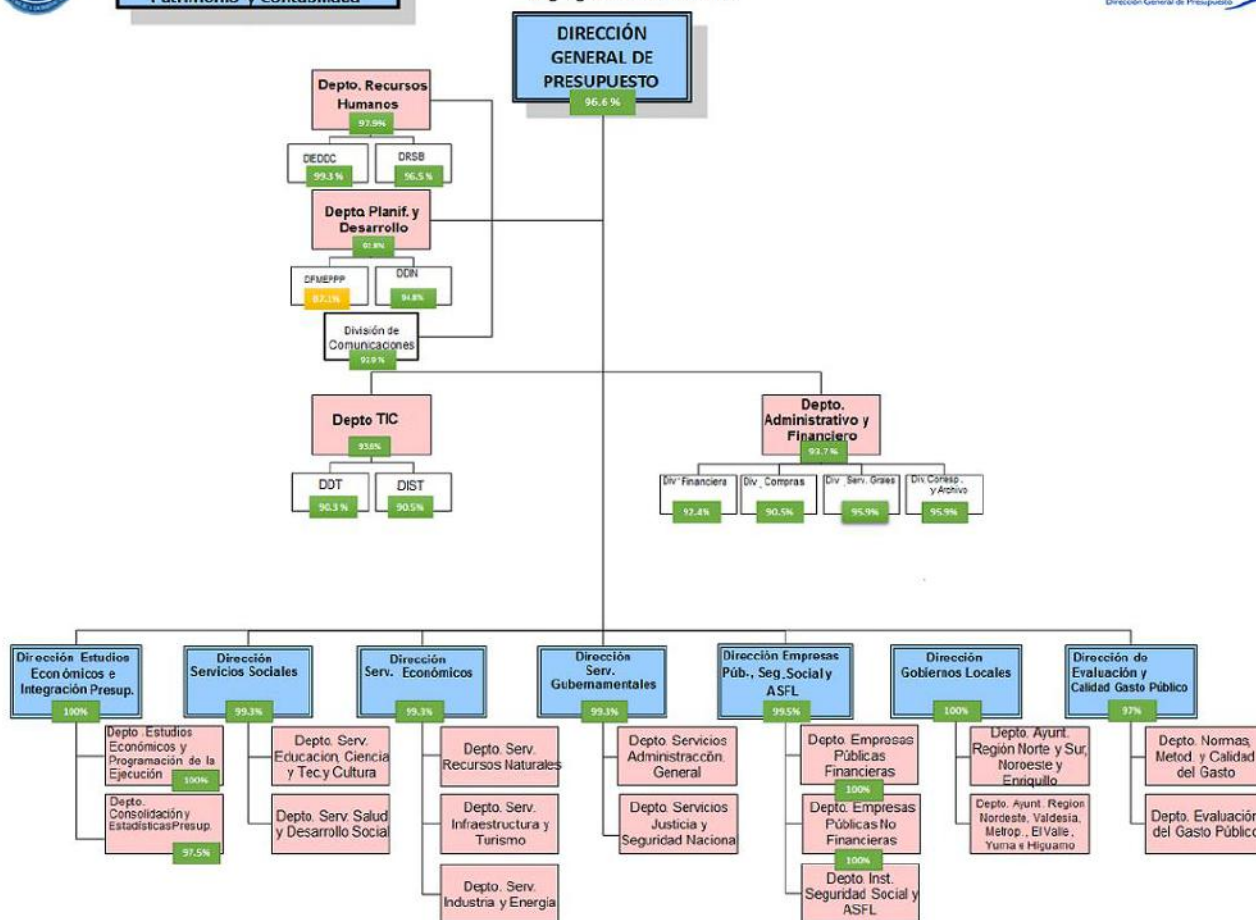 Patrimonio y Contabilidad
Dirección General de Presupuesto
DIRECCIÓN
GENERAL DE
PRESUPUESTO
96.6 %
Depto. Recursos
Humanos
97.9%
DIEDDC
99.3 %
DRSB
96.5 %
Depto. Planif. y
Desarrollo
DFMEPPP
87.1%
DDIN
94.8%
División de
Comunicaciones
Depto TIC
93.6%
DDT
90.3 %
DIST
90.5%
Depto.
Administrativo y
Financiero
93.7 %
Div. Financiera
92.4%
Div. Compras
90.5%
Div. Serv. Grales
95.9%
Div. Corresp.
y Archivo
95.9%
Dirección Estudios
Económicos e
Integración Presup.
100%
Depto. Estudios
Económicos y
Programación de la
Ejecución
100%
Depto.
Consolidación y
Estadísticas Presup.
97.5%
Dirección
Servicios Sociales
99.3%
Depto. Serv.
Educacion, Ciencia
y Tec. y Cultura
Depto. Serv. Salud
y Desarrollo Social
Dirección
Serv. Económicos
99.3%
Depto. Serv.
Recursos Naturales
Depto. Serv.
Infraestructura y
Turismo
Depto. Serv.
Industria y Energía
Dirección
Serv.
Gubernamentales
99.3%
Depto. Servicios
Administraccón.
General
Depto. Servicios
Justicia y
Seguridad Nacional
Dirección Empresas
Púb., Seg. Social y
ASFL
99.5%
Depto. Empresas
Públicas
Financieras
100%
Depto. Empresas
Públicas No
Financieras
100%
Depto. Inst.
Seguridad Social y
ASFL
Dirección
Gobiernos Locales
100%
Depto. Ayunt.
Región Norte y Sur,
Noroeste y
Enriquillo
Depto. Ayunt. Region
Nordeste, Valdesia,
Metrop., El Valle,
Yuma e Higuamo
Dirección de
Evaluación y
Calidad Gasto Público
97%
Depto. Normas,
Metod. y Calidad
del Gasto
Depto. Evaluación
del Gasto Público